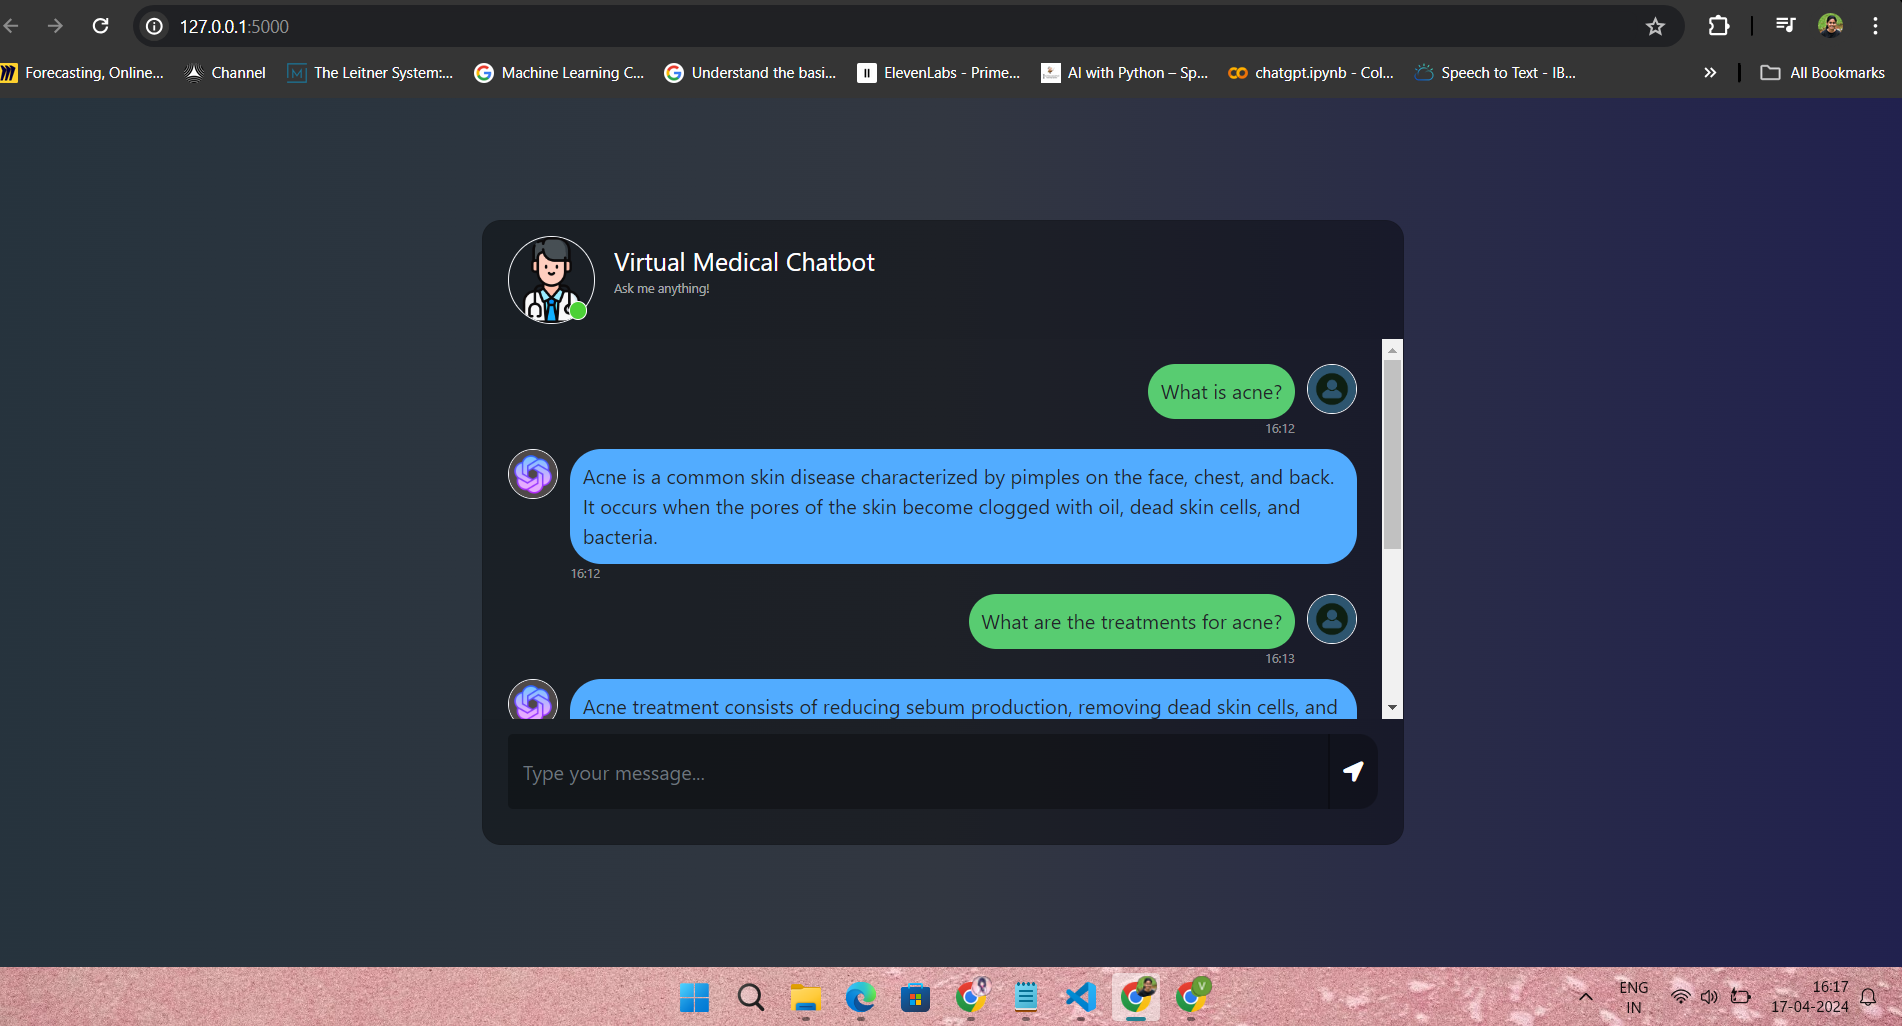 127.0.0.1:5000
Forecasting, Online... Channel The Leitner System:... Machine Learning C... Understand the basi... ElevenLabs - Prime... AI with Python – Sp... chatgpt.ipynb - Col... Speech to Text - IB... » All Bookmarks
Virtual Medical Chatbot
Ask me anything!
What is acne?
16:12
Acne is a common skin disease characterized by pimples on the face, chest, and back.
It occurs when the pores of the skin become clogged with oil, dead skin cells, and
bacteria.
16:12
What are the treatments for acne?
16:13
Acne treatment consists of reducing sebum production, removing dead skin cells, and
Type your message...
ENG
IN
16:17
17-04-2024